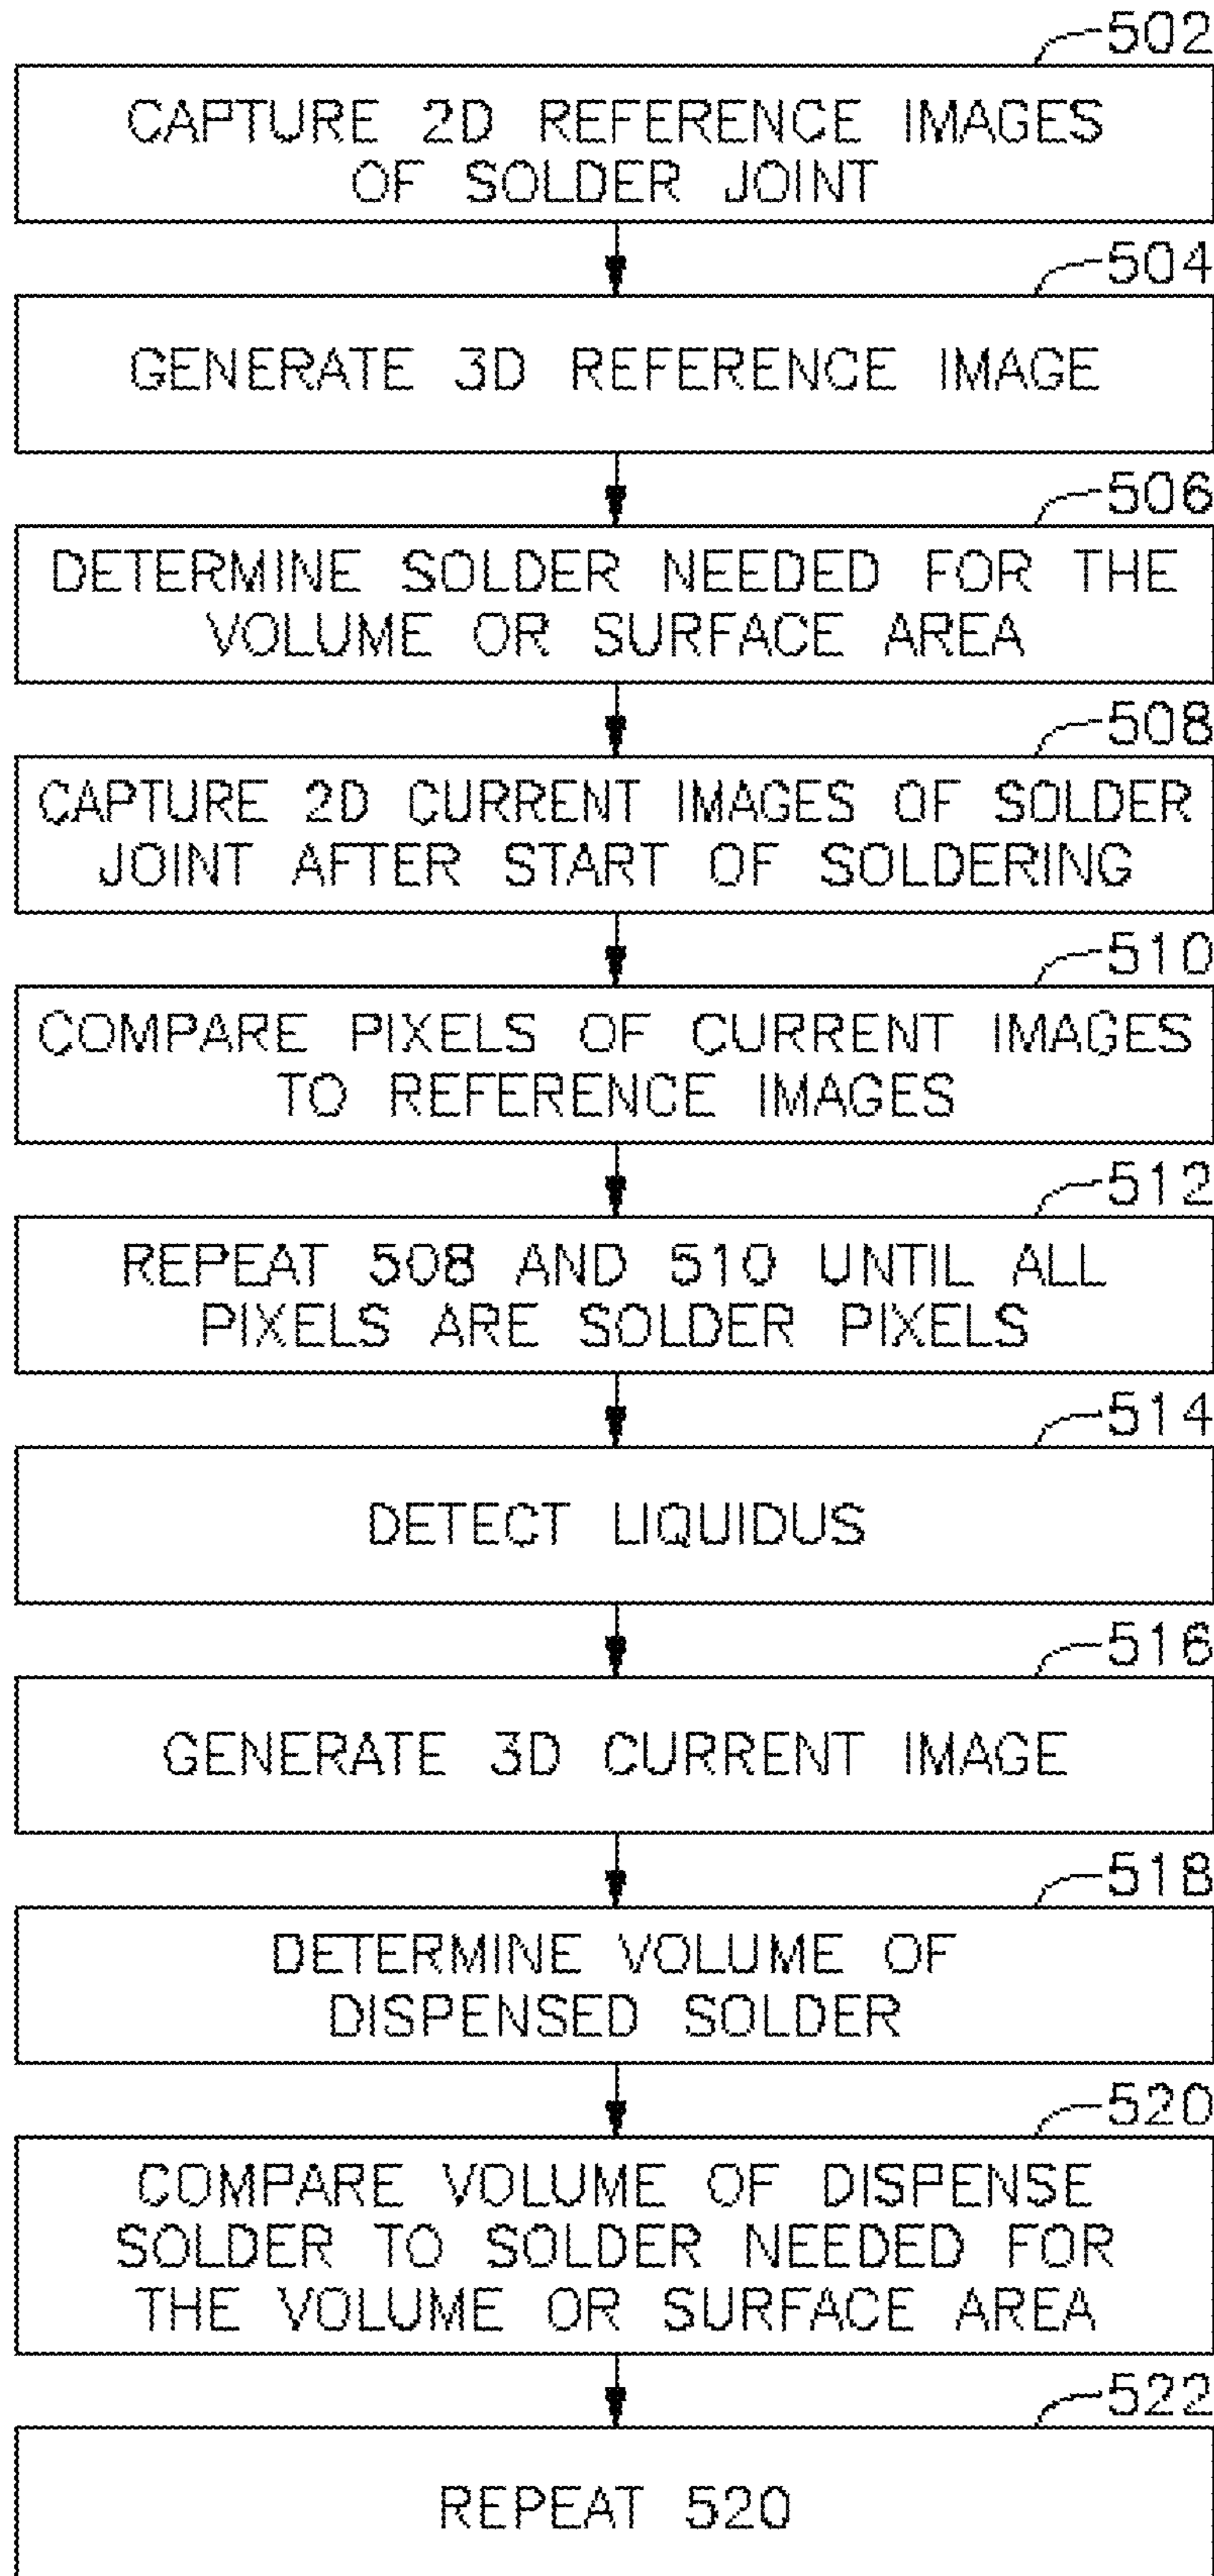 502
CAPTURE 2D REFERENCE IMAGES
OF SOLDER JOINT
504
GENERATE 3D REFERENCE IMAGE
506
DETERMINE SOLDER NEEDED FOR THE
VOLUME OR SURFACE AREA
508
CAPTURE 2D CURRENT IMAGES OF SOLDER
JOINT AFTER START OF SOLDERING
510
COMPARE PIXELS OF CURRENT IMAGES
TO REFERENCE IMAGES
512
REPEAT 508 AND 510 UNTIL ALL
PIXELS ARE SOLDER PIXELS
514
DETECT LIQUIDUS
516
GENERATE 3D CURRENT IMAGE
518
DETERMINE VOLUME OF
DISPENSED SOLDER
520
COMPARE VOLUME OF DISPENSE
SOLDER TO SOLDER NEEDED FOR
THE VOLUME OR SURFACE AREA
522
REPEAT 520